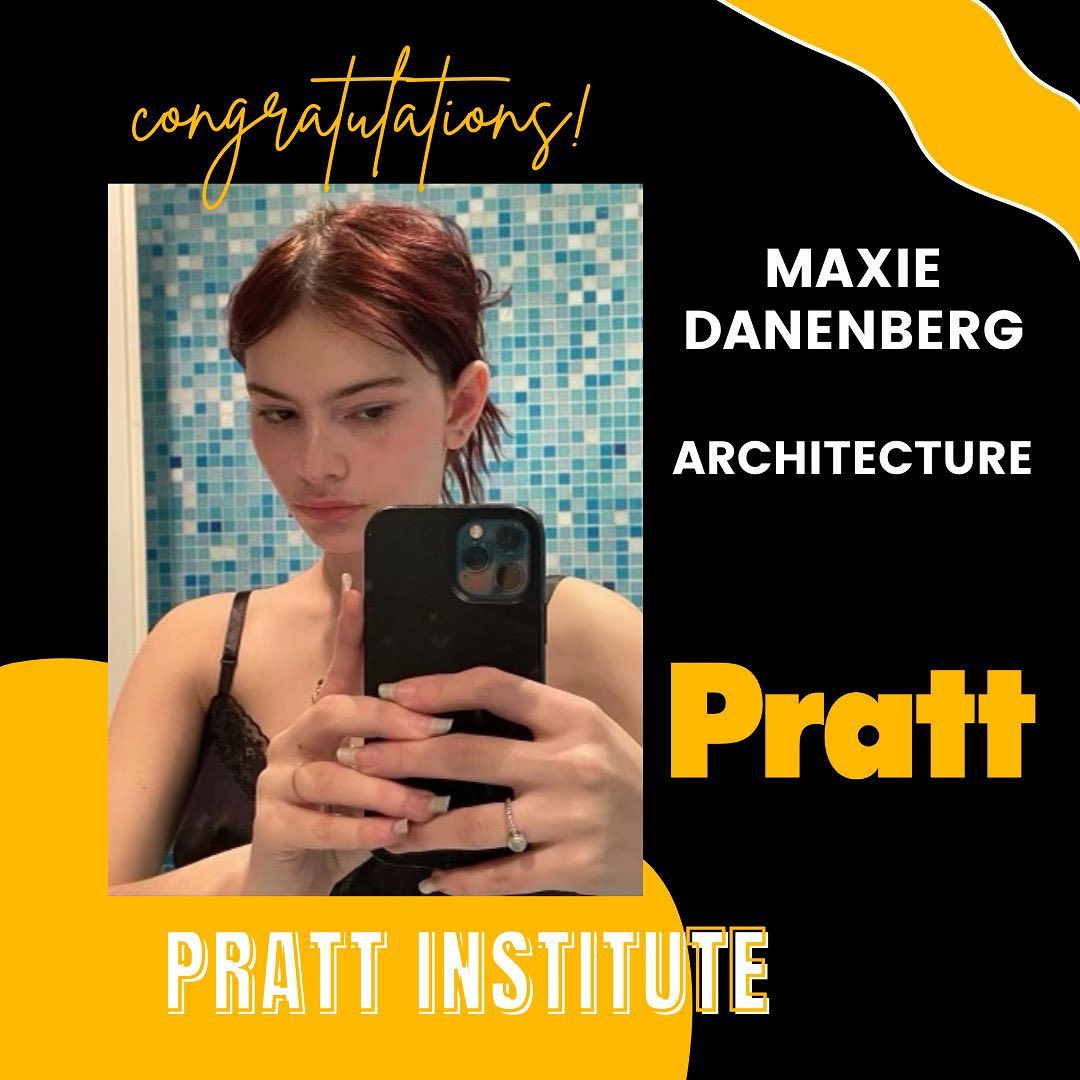 congratulations!
MAXIE
DANENBERG
ARCHITECTURE
Pratt
PRATT INSTITUTE